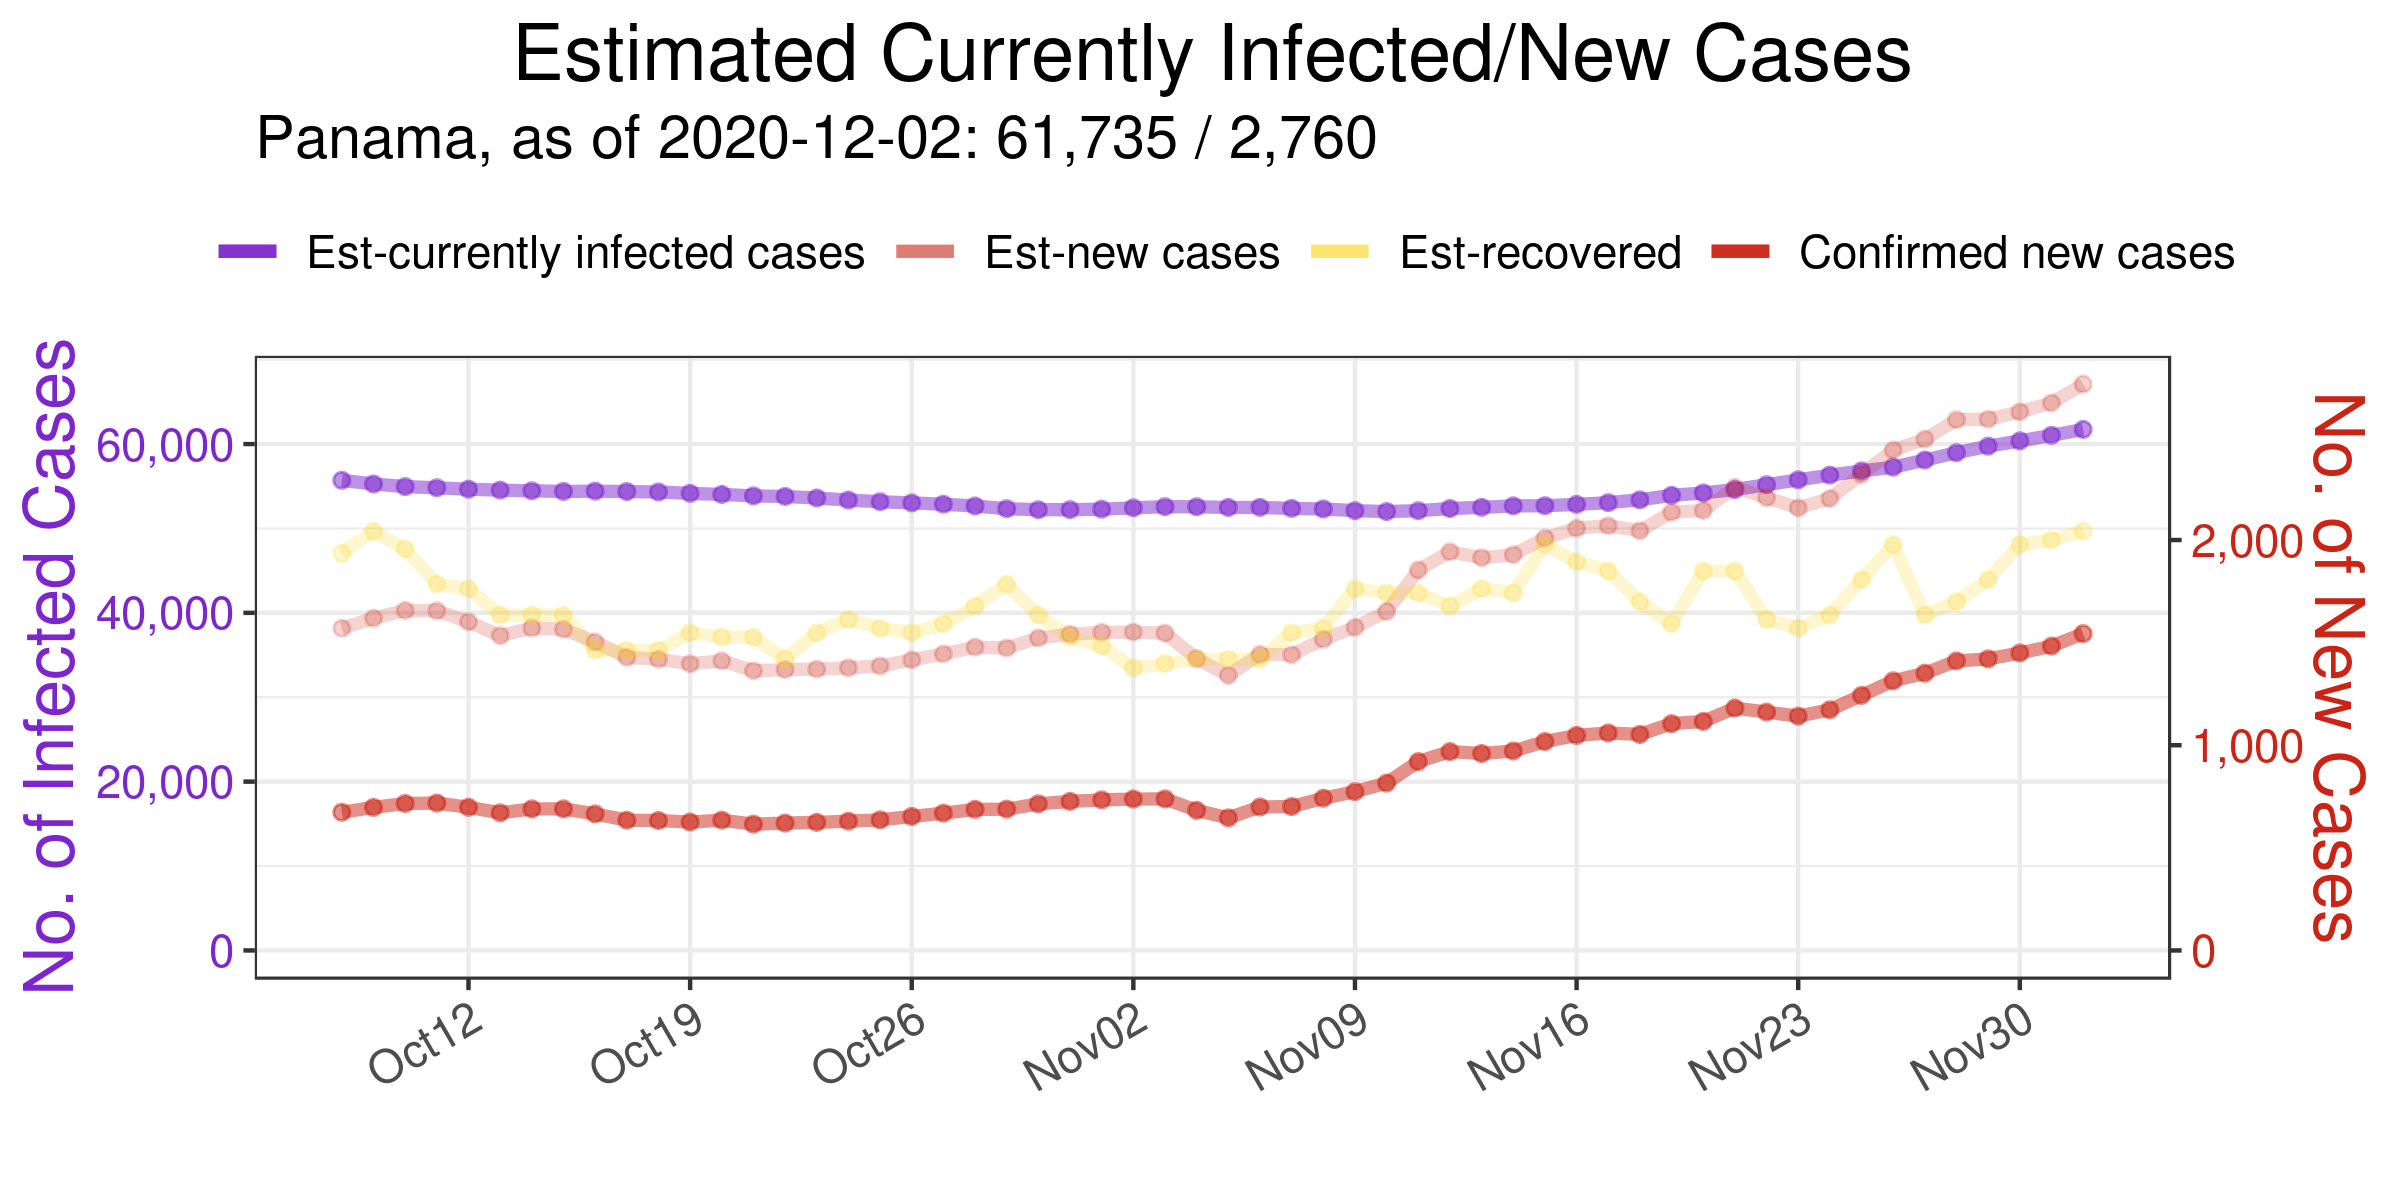 Estimated Currently Infected/New Cases
Panama, as of 2020-12-02: 61,735 / 2,760
Est-currently infected cases Est-new cases Est-recovered Confirmed new cases
No. of Infected Cases
60,000
40,000
20,000
0
2,000
1,000
0
No. of New Cases
Oct12 Oct19 Oct26 Nov02 Nov09 Nov16 Nov23 Nov30